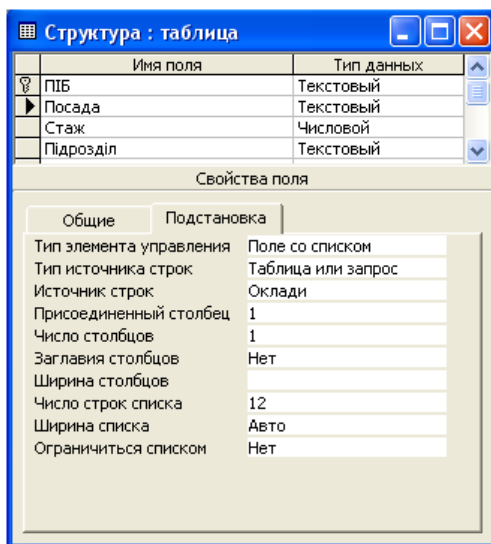 Структура : таблица
Имя поля Тип данных
ПІБ Текстовый
Посада Текстовый
Стаж Числовой
Підрозділ Текстовый
Свойства поля
Общие Подстановка
Тип элемента управления Поле со списком
Тип источника строк Таблица или запрос
Источник строк Оклади
Присоединенный столбец 1
Число столбцов 1
Заглавия столбцов Нет
Ширина столбцов
Число строк списка 12
Ширина списка Авто
Ограничиться списком Нет